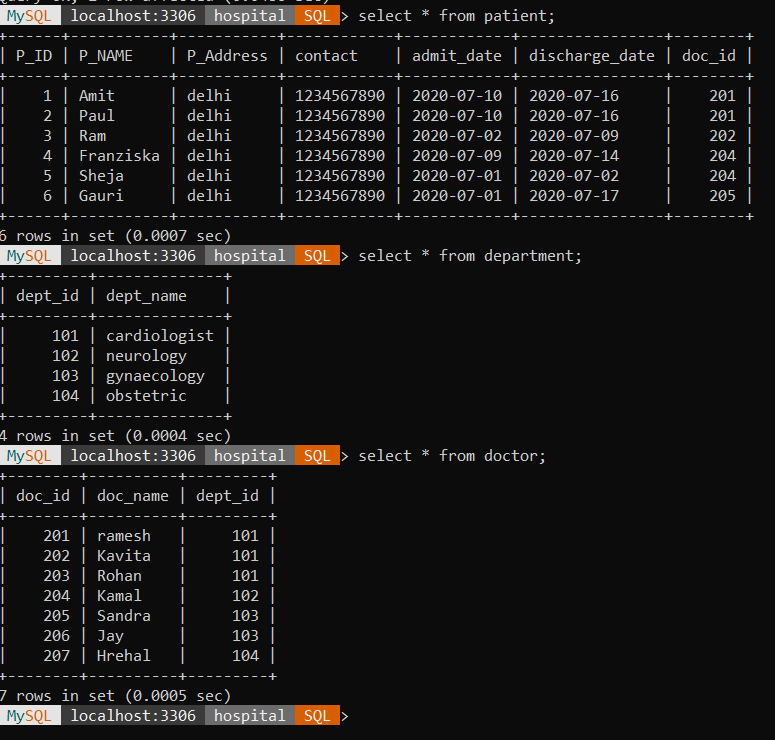 MySQL localhost:3306 hospital SQL > select * from patient;
+------+-----------+-----------+------------+------------+----------------+--------+
| P_ID | P_NAME    | P_Address | contact    | admit_date | discharge_date | doc_id |
+------+-----------+-----------+------------+------------+----------------+--------+
|    1 | Amit      | delhi     | 1234567890 | 2020-07-10 | 2020-07-16     |    201 |
|    2 | Paul      | delhi     | 1234567890 | 2020-07-10 | 2020-07-16     |    201 |
|    3 | Ram       | delhi     | 1234567890 | 2020-07-02 | 2020-07-09     |    202 |
|    4 | Franziska | delhi     | 1234567890 | 2020-07-09 | 2020-07-14     |    204 |
|    5 | Sheja     | delhi     | 1234567890 | 2020-07-01 | 2020-07-02     |    204 |
|    6 | Gauri     | delhi     | 1234567890 | 2020-07-01 | 2020-07-17     |    205 |
+------+-----------+-----------+------------+------------+----------------+--------+
6 rows in set (0.0007 sec)
MySQL localhost:3306 hospital SQL > select * from department;
+---------+--------------+
| dept_id | dept_name    |
+---------+--------------+
|     101 | cardiologist |
|     102 | neurology    |
|     103 | gynaecology  |
|     104 | obstetric    |
+---------+--------------+
4 rows in set (0.0004 sec)
MySQL localhost:3306 hospital SQL > select * from doctor;
+--------+----------+---------+
| doc_id | doc_name | dept_id |
+--------+----------+---------+
|    201 | ramesh   |     101 |
|    202 | Kavita   |     101 |
|    203 | Rohan    |     101 |
|    204 | Kamal    |     102 |
|    205 | Sandra   |     103 |
|    206 | Jay      |     103 |
|    207 | Hrehal   |     104 |
+--------+----------+---------+
7 rows in set (0.0005 sec)
MySQL localhost:3306 hospital SQL >